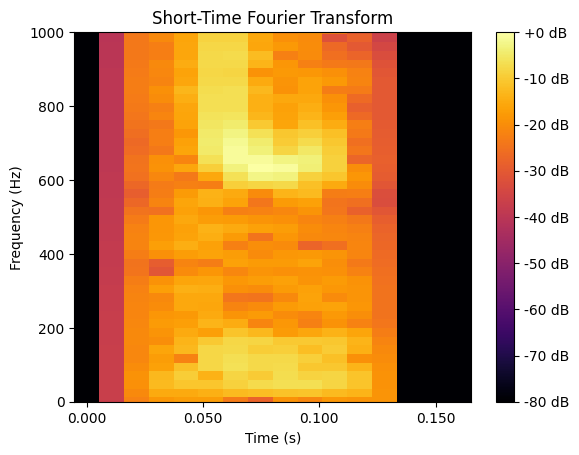 Short-Time Fourier Transform
1000
800
600
400
200
0
Frequency (Hz)
0.000
0.050
0.100
0.150
Time (s)
+0 dB
-10 dB
-20 dB
-30 dB
-40 dB
-50 dB
-60 dB
-70 dB
-80 dB